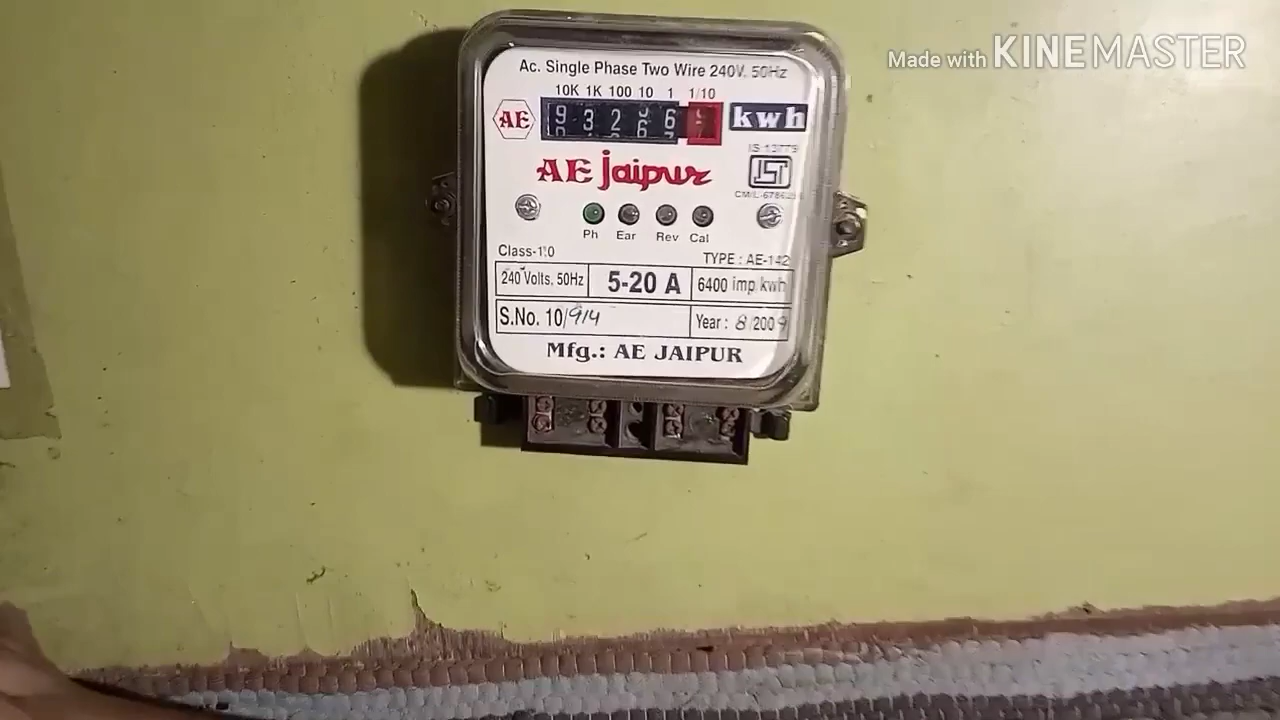 Made with KINEMASTER
Ac. Single Phase Two Wire 240V. 50Hz
10K 1K 100 10 1 1/10
AE
kwh
IS-13779
AE jaipur
Ph Ear Rev Cal
Class-1.0
TYPE : AE-142
240 Volts. 50Hz
5-20 A
6400 imp/kwh
S.No. 10/914
Year : 8/2009
Mfg.: AE JAIPUR